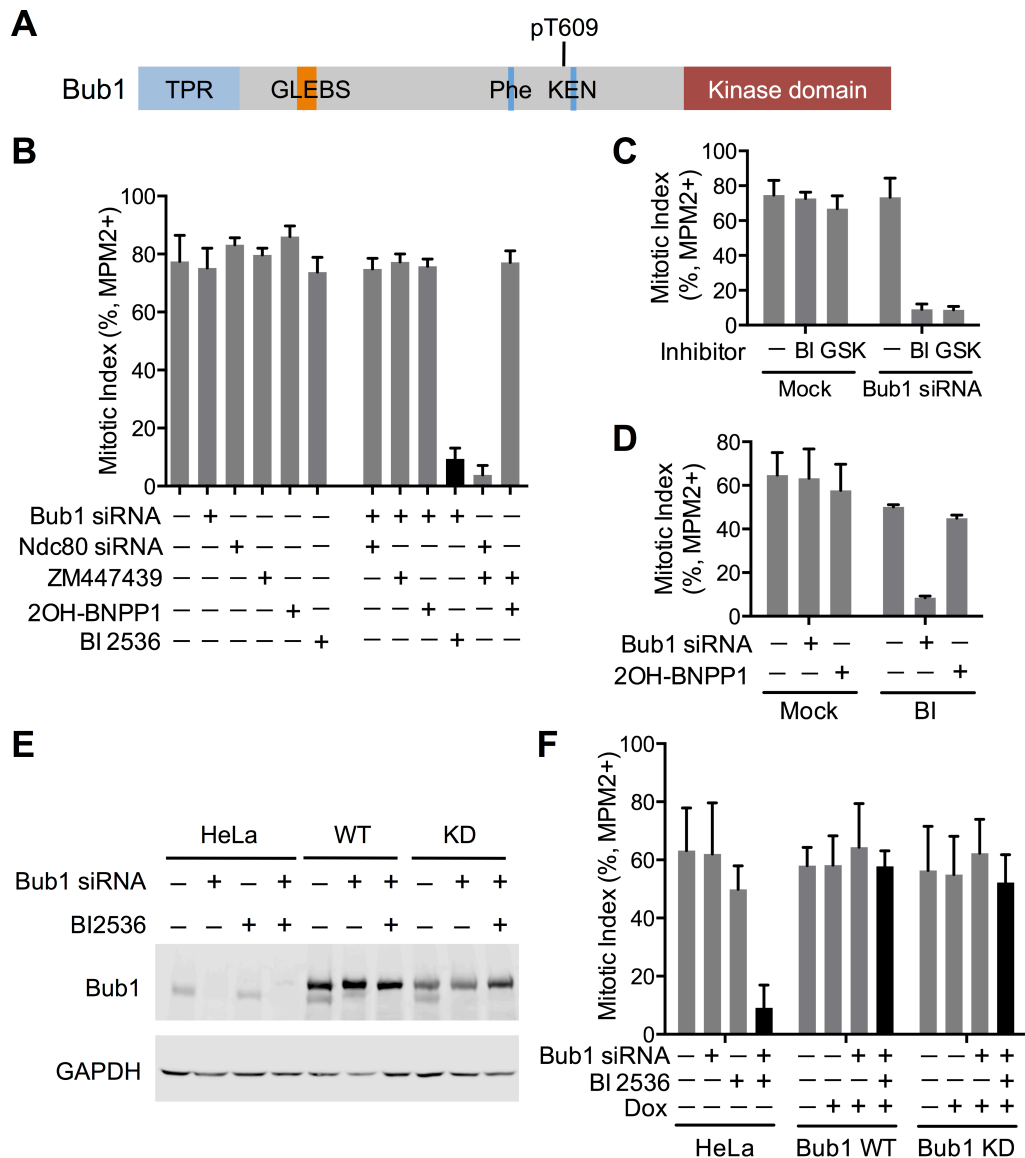 A
pT609
Bub1 TPR GLEBS Phe KEN Kinase domain
B
Mitotic Index (%, MPM2+)
100
80
60
40
20
0
Bub1 siRNA — + — — — — + + + + — —
Ndc80 siRNA — — + — — — + — — — + —
ZM447439 — — — + — — — + — — + +
2OH-BNPP1 — — — — + — — — + — — +
BI 2536 — — — — — + — — — + — —
C
Mitotic Index
(%, MPM2+)
100
80
60
40
20
0
Inhibitor — BI GSK — BI GSK
Mock Bub1 siRNA
D
Mitotic Index
(%, MPM2+)
80
60
40
20
0
Bub1 siRNA — + — — + —
2OH-BNPP1 — — + — — +
Mock BI
E
HeLa WT KD
Bub1 siRNA — + — + — + + — + +
BI2536 — — + + — — + — — +
Bub1
GAPDH
F
Mitotic Index (%, MPM2+)
100
80
60
40
20
0
Bub1 siRNA — + — + — — + + — — + +
BI 2536 — — + + — — — + — — — +
Dox — — — — — + + + — + + +
HeLa Bub1 WT Bub1 KD